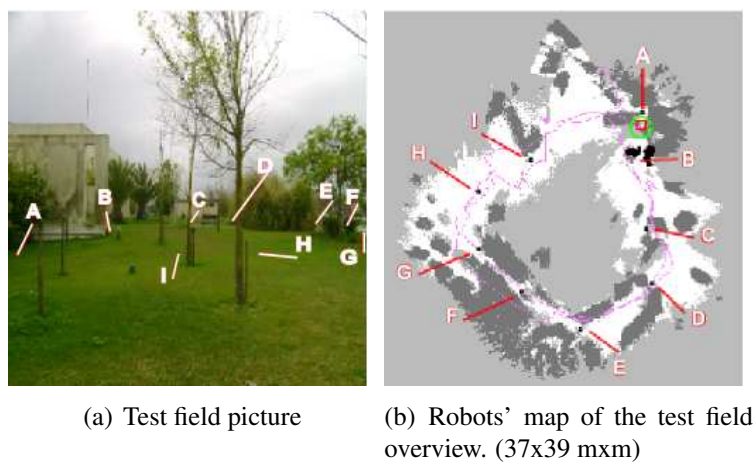 A
B
C
D
E
F
G
H
I
A
B
C
D
E
F
G
H
I
(a) Test field picture
(b) Robots' map of the test field
overview. (37x39 mxm)